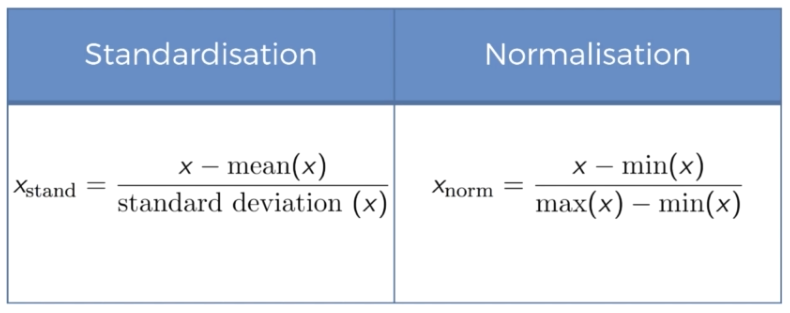 Standardisation
Normalisation
x_stand = (x − mean(x)) / (standard deviation (x))
x_norm = (x − min(x)) / (max(x) − min(x))